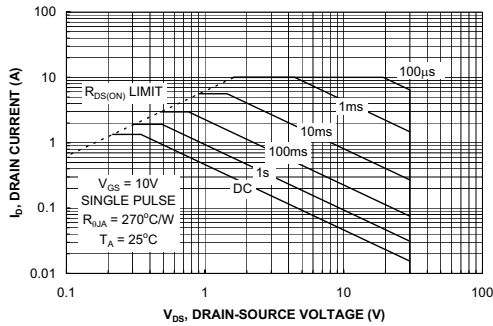 100
10
1
0.1
0.01
I_D, DRAIN CURRENT (A)
R_DS(ON) LIMIT
100μs
1ms
10ms
100ms
1s
DC
V_GS = 10V
SINGLE PULSE
R_θJA = 270°C/W
T_A = 25°C
0.1
1
10
100
V_DS, DRAIN-SOURCE VOLTAGE (V)